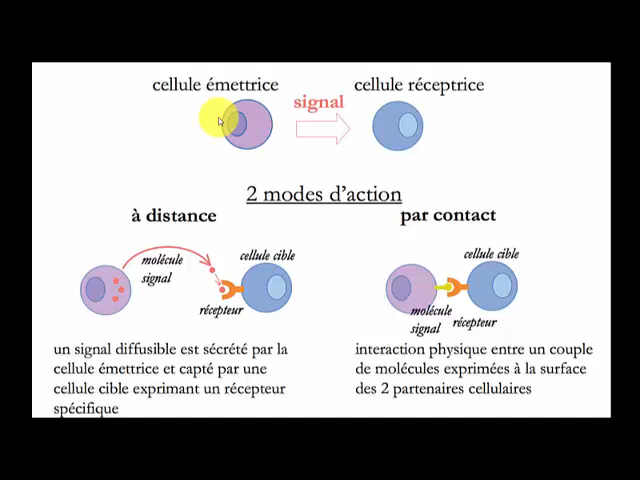 cellule émettrice
cellule réceptrice
signal
2 modes d'action
à distance
par contact
molécule
signal
cellule cible
récepteur
cellule cible
molécule
signal
récepteur
un signal diffusible est sécrété par la
cellule émettrice et capté par une
cellule cible exprimant un récepteur
spécifique
interaction physique entre un couple
de molécules exprimées à la surface
des 2 partenaires cellulaires